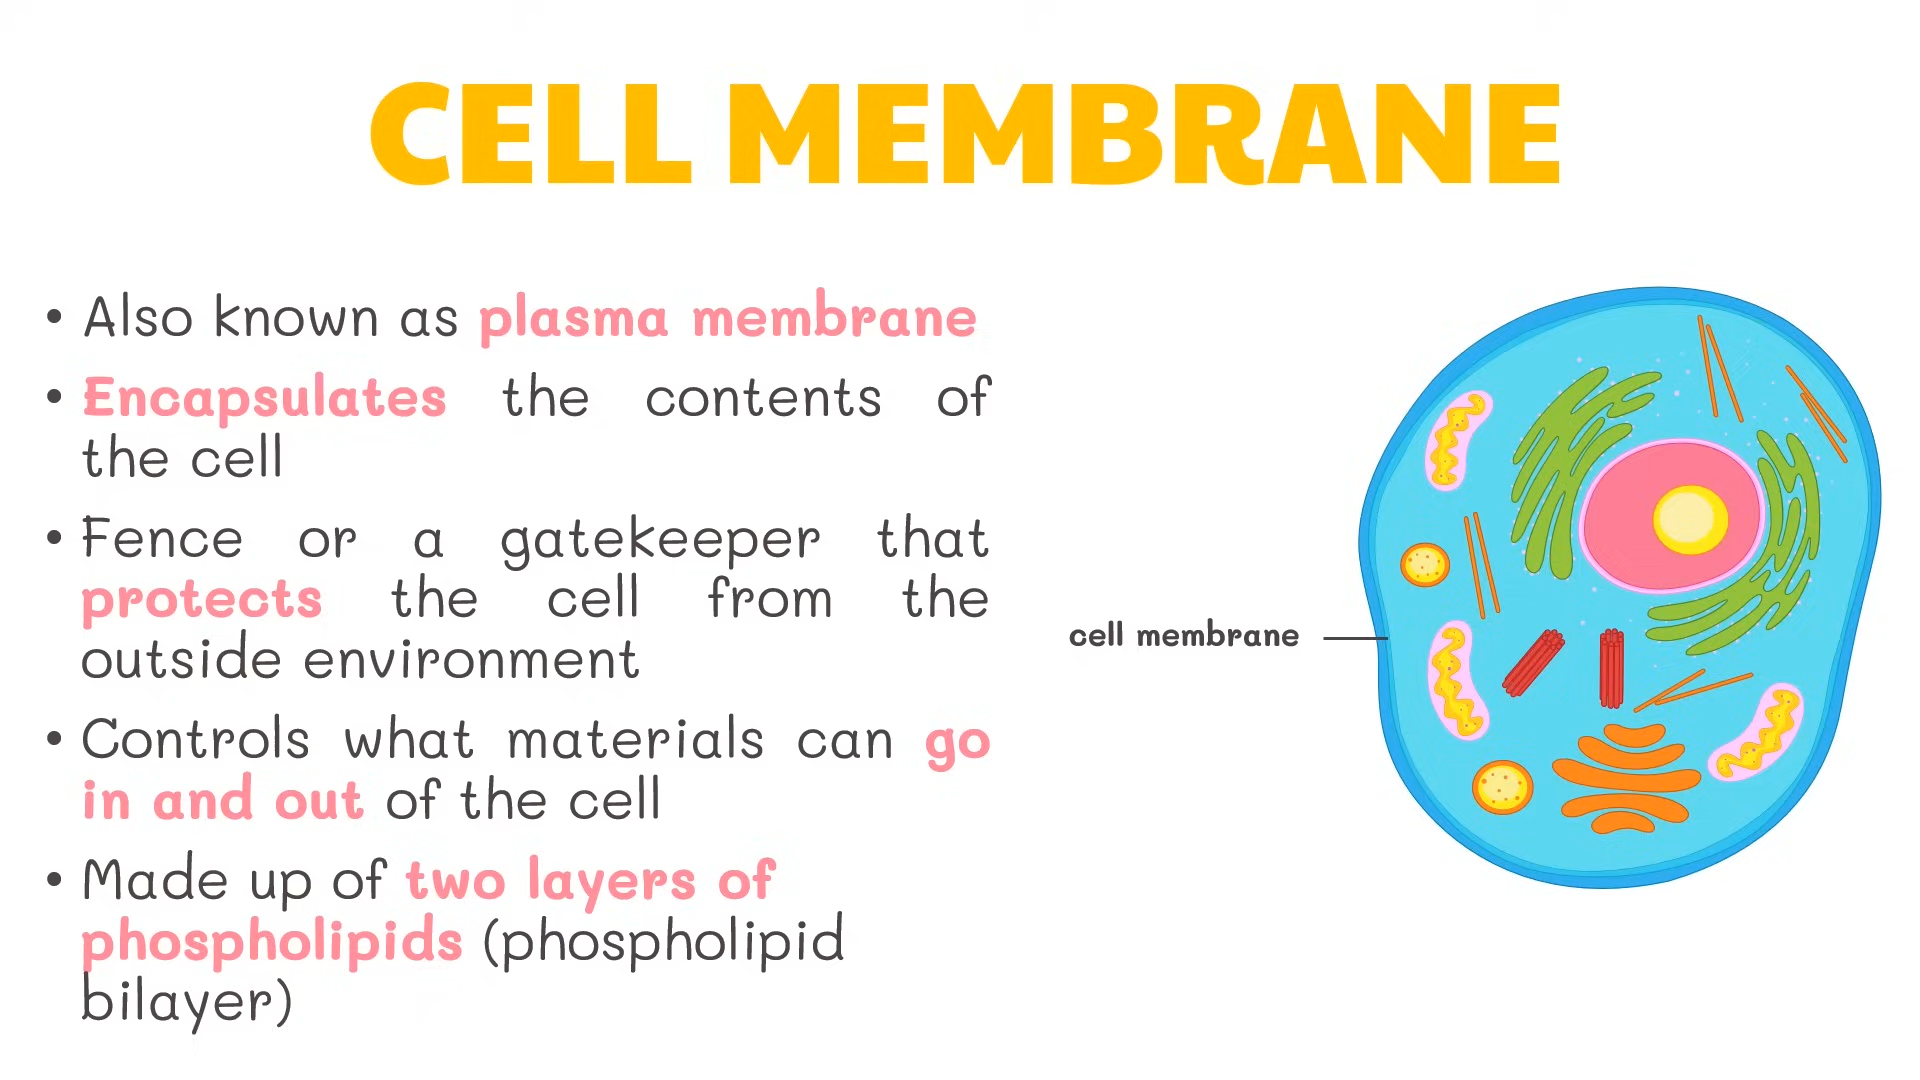 CELL MEMBRANE
• Also known as plasma membrane
• Encapsulates the contents of
the cell
• Fence or a gatekeeper that
protects the cell from the
outside environment
• Controls what materials can go
in and out of the cell
• Made up of two layers of
phospholipids (phospholipid
bilayer)
cell membrane